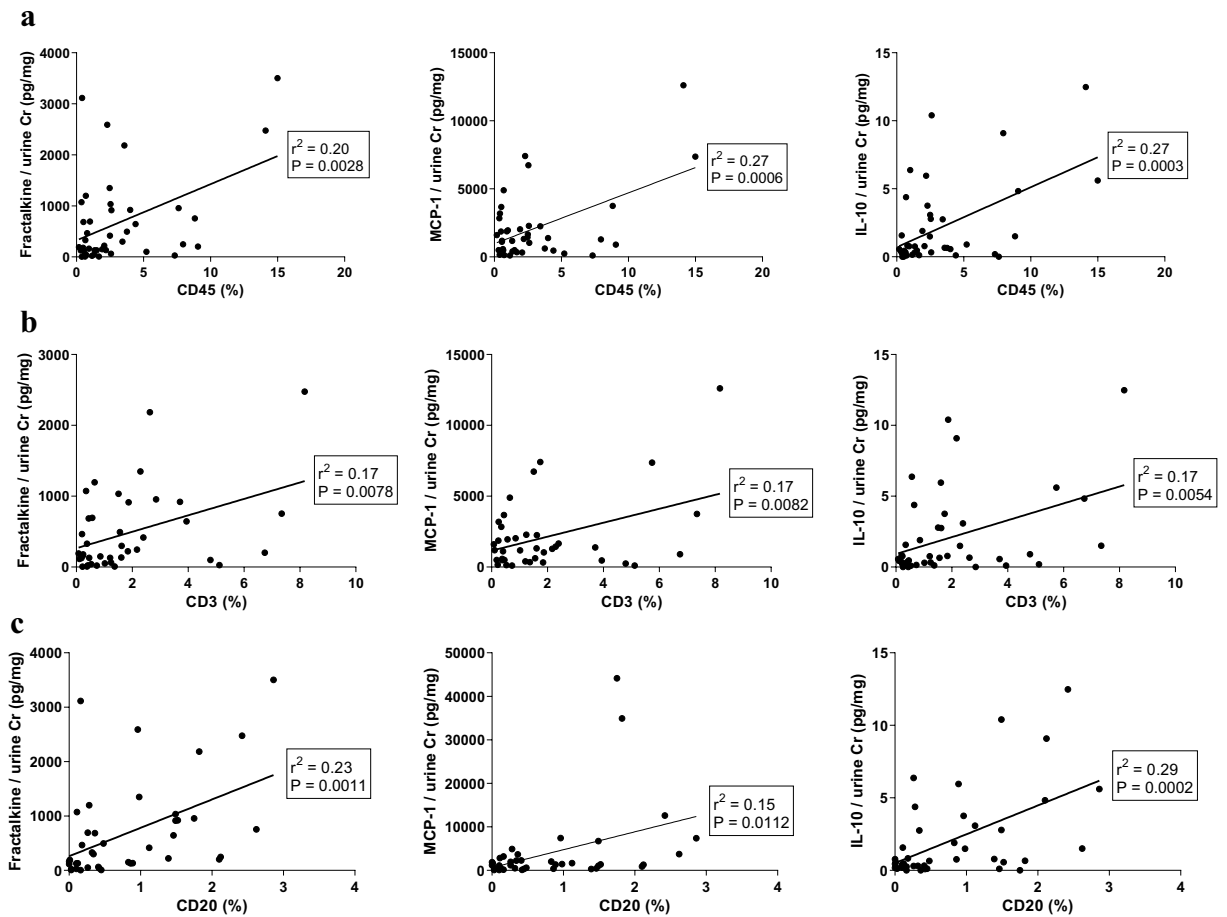 a
Fractalkine / urine Cr (pg/mg)
4000
3000
2000
1000
0
0 5 10 15 20
CD45 (%)
r² = 0.20
P = 0.0028
MCP-1 / urine Cr (pg/mg)
15000
10000
5000
0
0 5 10 15 20
CD45 (%)
r² = 0.27
P = 0.0006
IL-10 / urine Cr (pg/mg)
15
10
5
0
0 5 10 15 20
CD45 (%)
r² = 0.27
P = 0.0003
b
Fractalkine / urine Cr (pg/mg)
3000
2000
1000
0
0 2 4 6 8 10
CD3 (%)
r² = 0.17
P = 0.0078
MCP-1 / urine Cr (pg/mg)
15000
10000
5000
0
0 2 4 6 8 10
CD3 (%)
r² = 0.17
P = 0.0082
IL-10 / urine Cr (pg/mg)
15
10
5
0
0 2 4 6 8 10
CD3 (%)
r² = 0.17
P = 0.0054
c
Fractalkine / urine Cr (pg/mg)
4000
3000
2000
1000
0
0 1 2 3 4
CD20 (%)
r² = 0.23
P = 0.0011
MCP-1 / urine Cr (pg/mg)
50000
40000
30000
20000
10000
0
0 1 2 3 4
CD20 (%)
r² = 0.15
P = 0.0112
IL-10 / urine Cr (pg/mg)
15
10
5
0
0 1 2 3 4
CD20 (%)
r² = 0.29
P = 0.0002